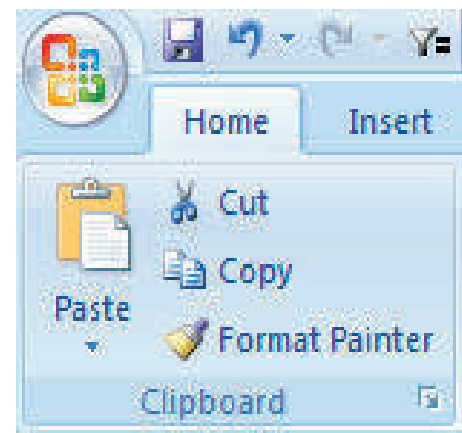 Home Insert
Cut
Copy
Paste
Format Painter
Clipboard